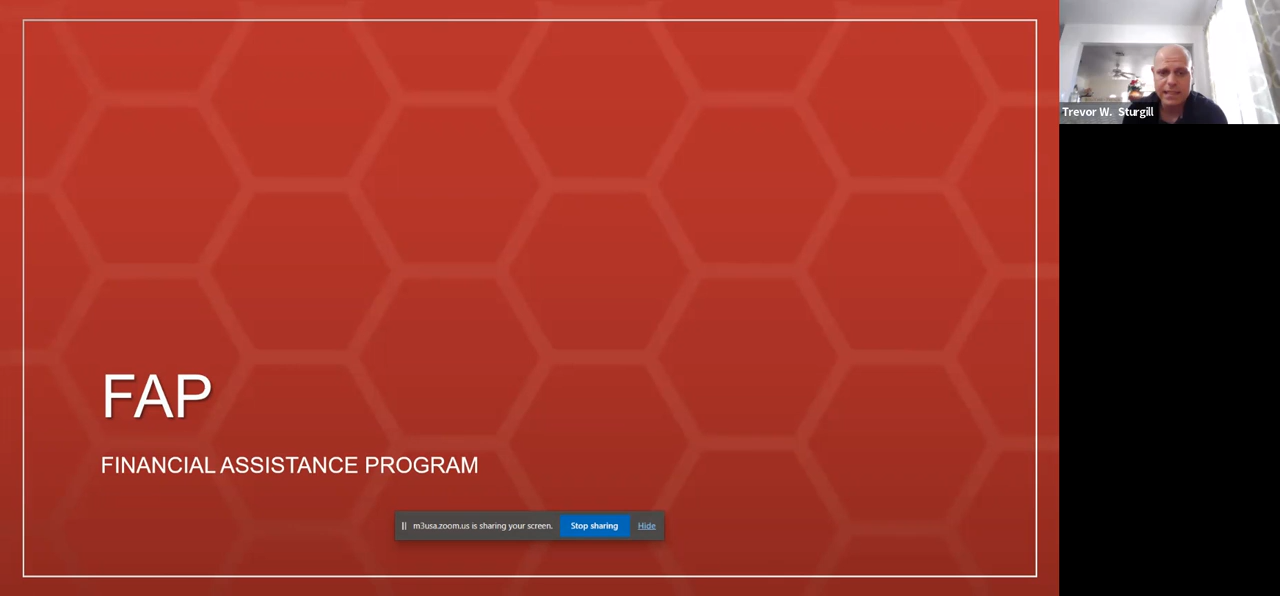 Trevor W. Sturgill
FAP
FINANCIAL ASSISTANCE PROGRAM
m3usa.zoom.us is sharing your screen. Stop sharing Hide